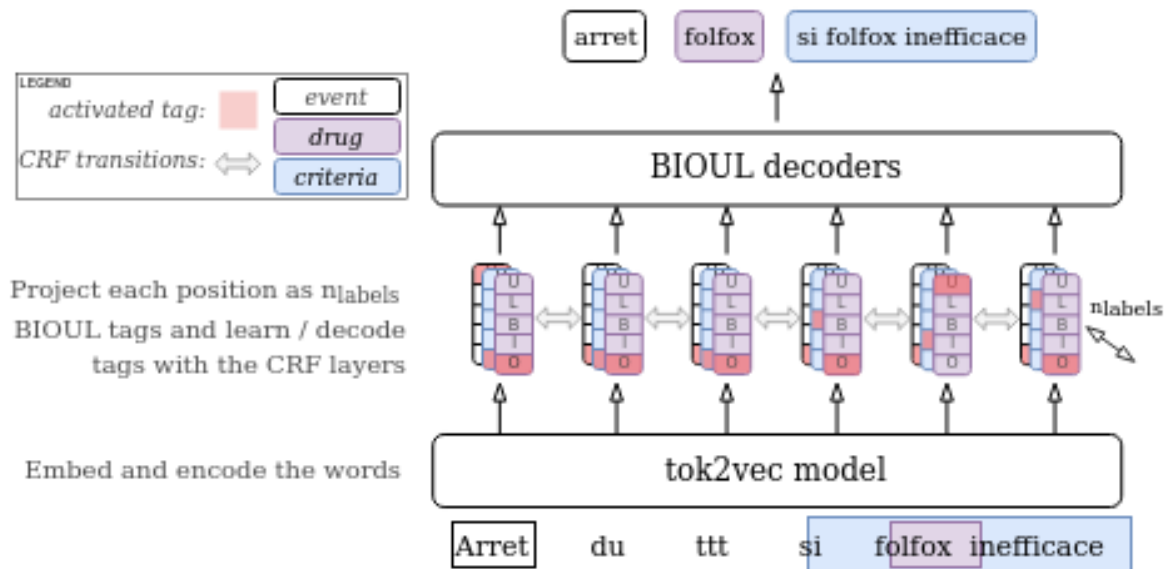 arret folfox si folfox inefficace
LEGEND
activated tag: event
drug
CRF transitions:
criteria
BIOUL decoders
Project each position as nlabels
BIOUL tags and learn / decode
tags with the CRF layers
U U U U U U
L L L L L L
B B B B B B
I I I I I I
O O O O O O
nlabels
Embed and encode the words
tok2vec model
Arret du ttt si folfox inefficace